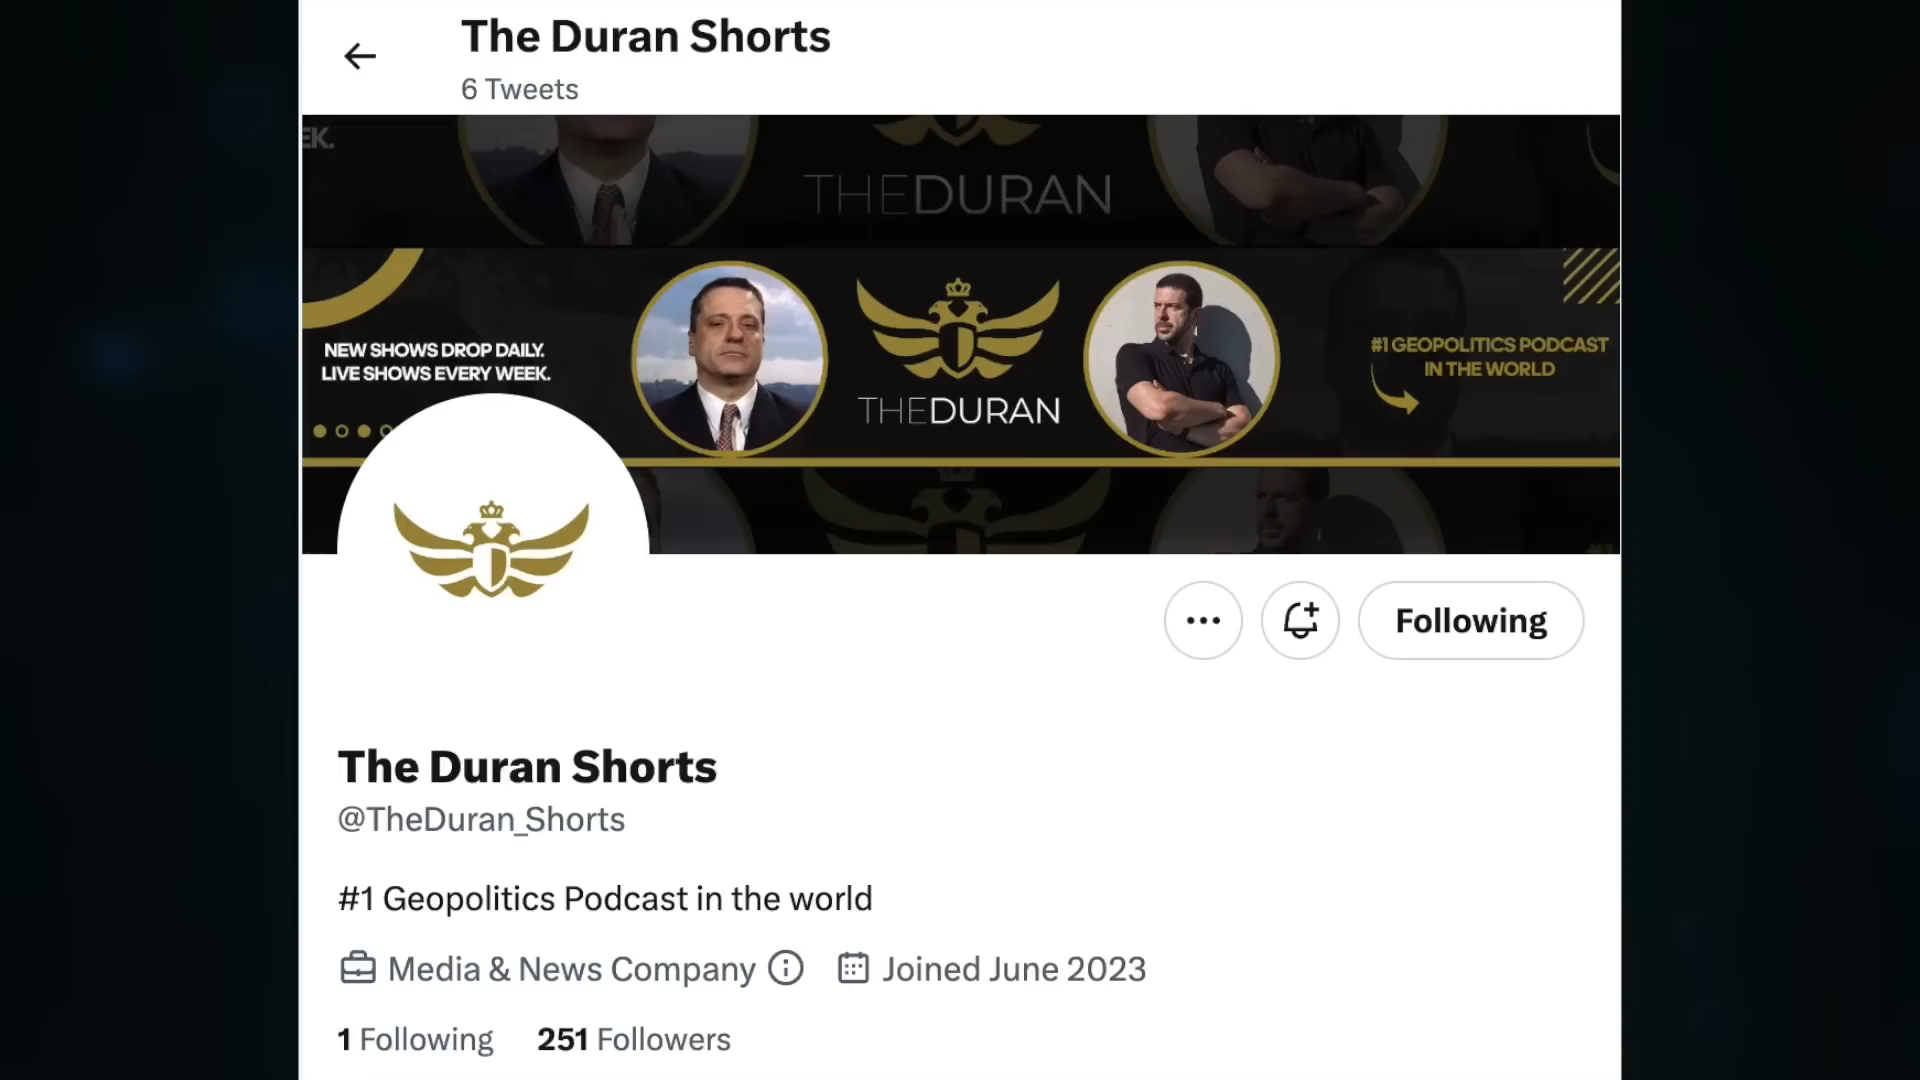 The Duran Shorts
6 Tweets
EK.
THEDURAN
NEW SHOWS DROP DAILY.
LIVE SHOWS EVERY WEEK.
THEDURAN
#1 GEOPOLITICS PODCAST
IN THE WORLD
Following
The Duran Shorts
@TheDuran_Shorts
#1 Geopolitics Podcast in the world
Media & News Company Joined June 2023
1 Following 251 Followers